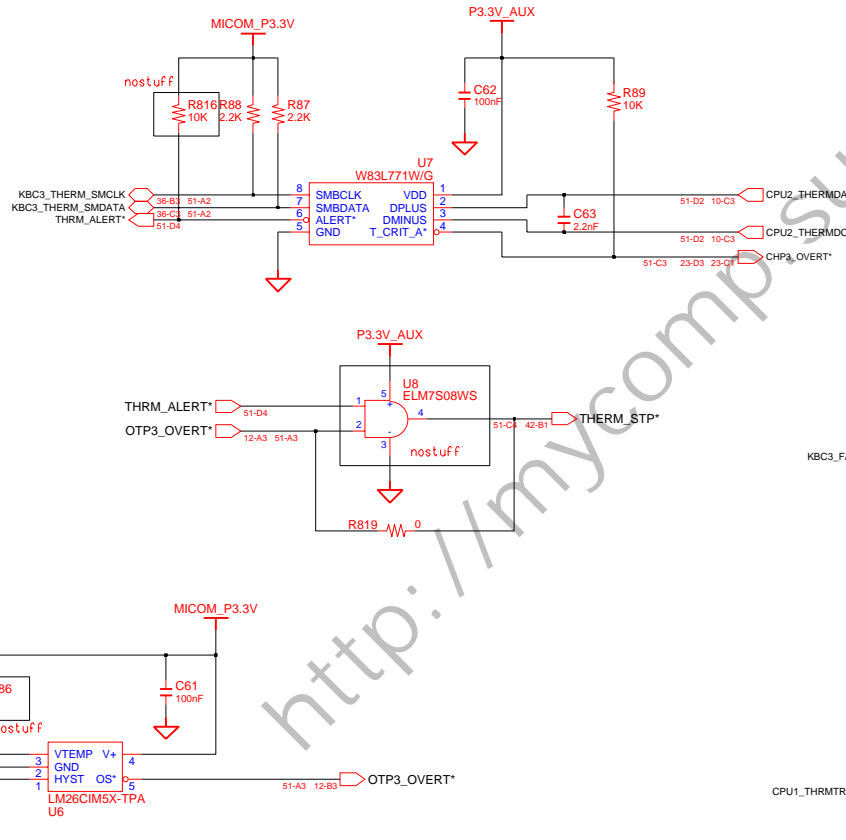 MICOM_P3.3V
P3.3V_AUX
nostuff
R816
10K
R88
2.2K
R87
2.2K
C62
100nF
R89
10K
U7
W83L771W/G
KBC3_THERM_SMCLK
36-B3 51-A2
8 SMBCLK VDD 1
51-D2 10-C3
CPU2_THERMDA
KBC3_THERM_SMDATA
36-C3 51-A2
7 SMBDATA DPLUS 2
THRM_ALERT*
51-D4
6 ALERT* DMINUS 3
5 GND T_CRIT_A* 4
C63
2.2nF
51-D2 10-C3
CPU2_THERMDC
51-C3 23-D3 23-C1
CHP3_OVERT*
P3.3V_AUX
U8
ELM7S08WS
THRM_ALERT*
51-D4
1
5
+
4
51-C4 42-B1
THERM_STP*
OTP3_OVERT*
12-A3 51-A3
2
-
3
nostuff
R819 0
KBC3_F
MICOM_P3.3V
86
C61
100nF
ostuff
VTEMP V+
3 GND 4
2 HYST OS*
1 5
51-A3 12-B3
OTP3_OVERT*
LM26CIM5X-TPA
U6
CPU1_THRMTR
http://mycomp.su